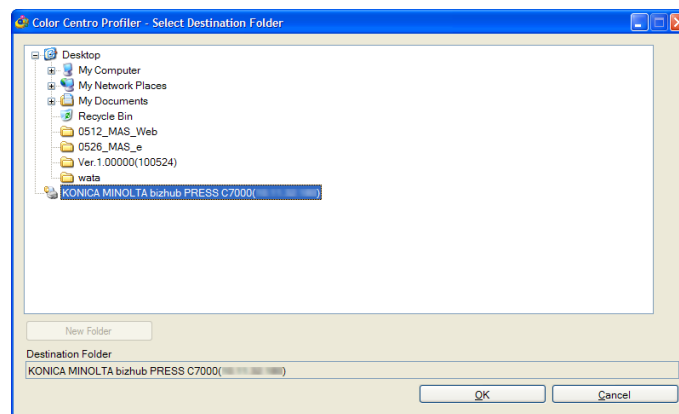 Color Centro Profiler - Select Destination Folder
Desktop
My Computer
My Network Places
My Documents
Recycle Bin
0512_MAS_Web
0526_MAS_e
Ver.1.00000(100524)
wata
KONICA MINOLTA bizhub PRESS C7000( )
New Folder
Destination Folder
KONICA MINOLTA bizhub PRESS C7000( )
OK
Cancel